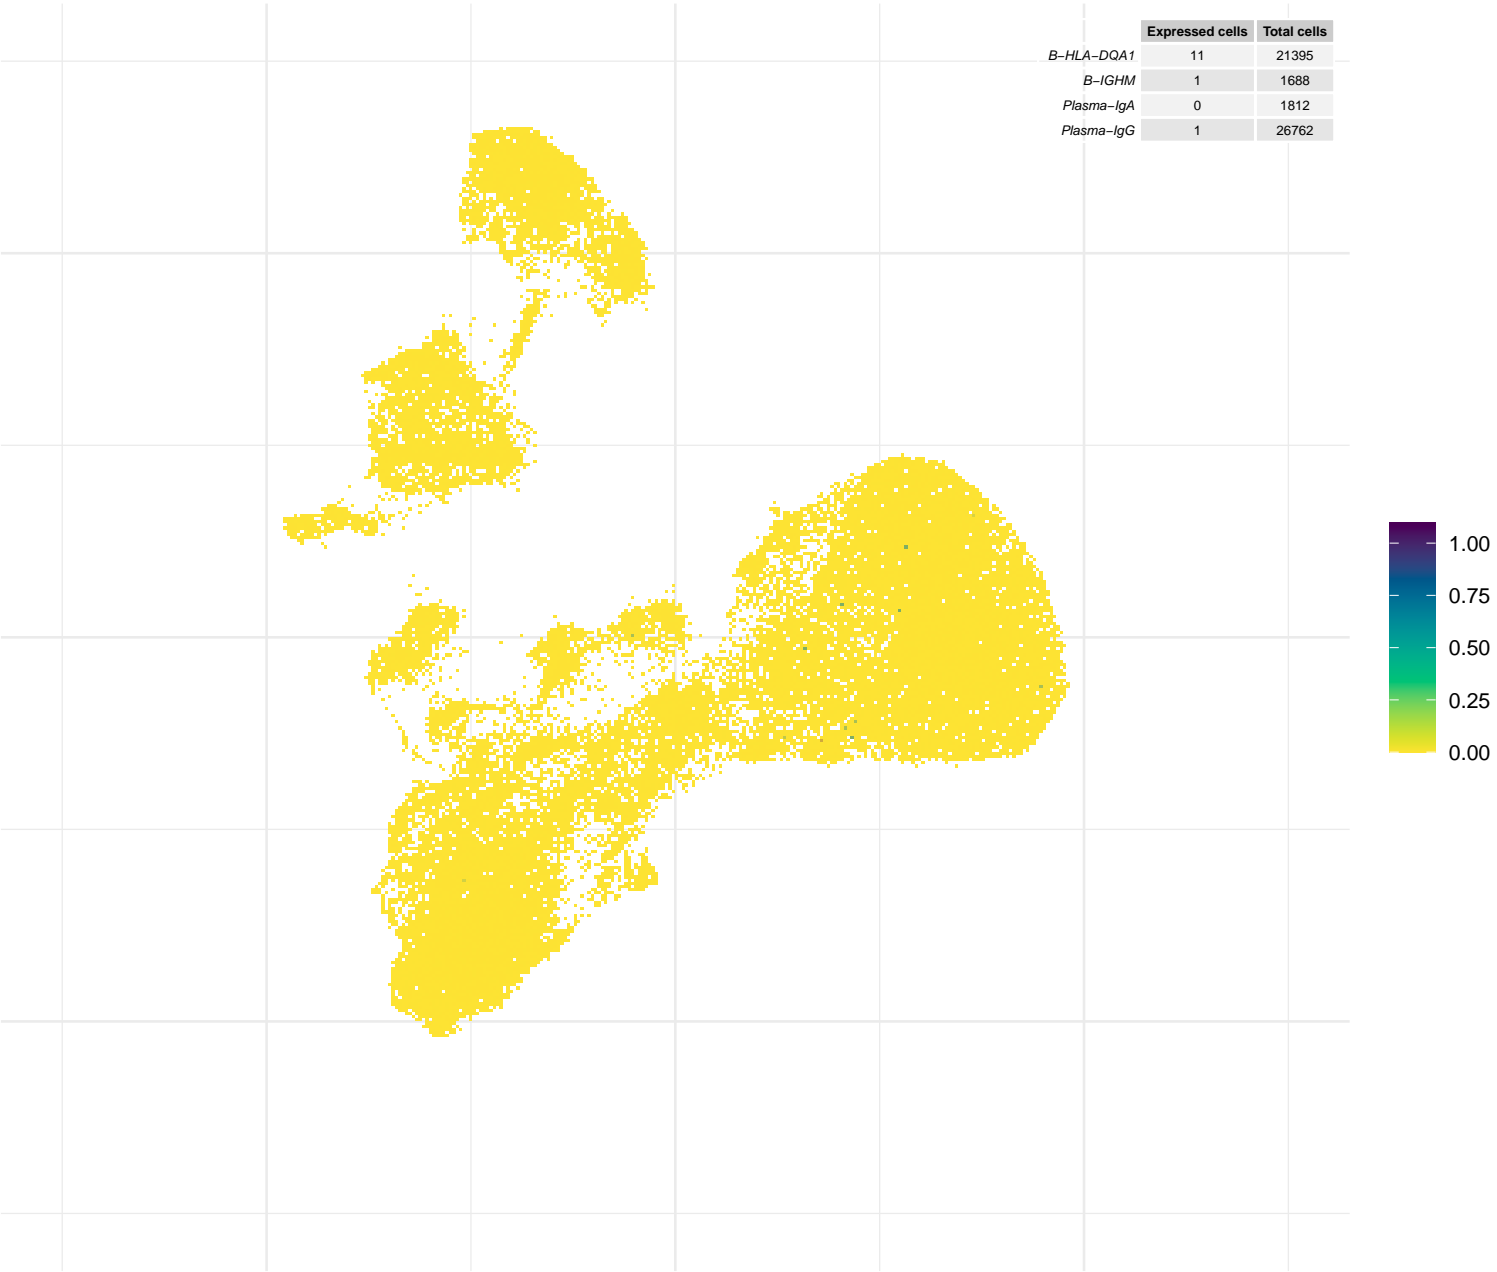 Expressed cells Total cells
B−HLA−DQA1 11 21395
B−IGHM 1 1688
Plasma−IgA 0 1812
Plasma−IgG 1 26762
1.00
0.75
0.50
0.25
0.00